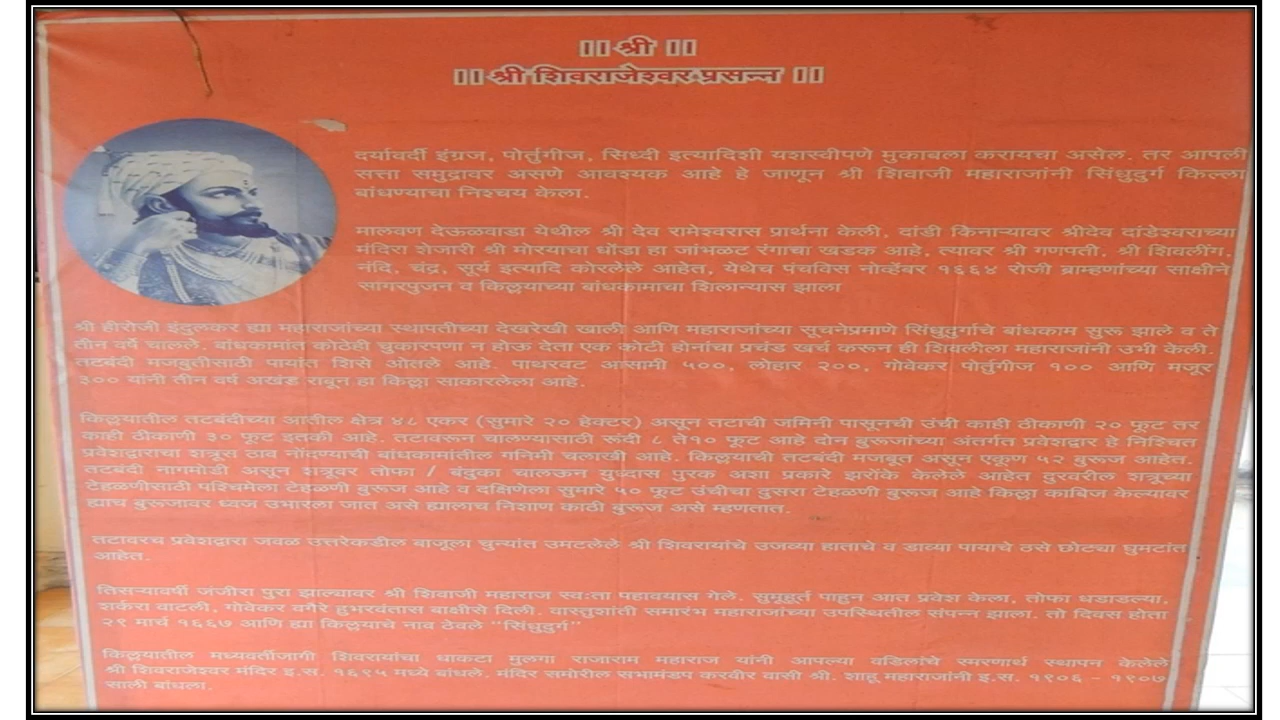 ॥ श्री ॥
॥ श्री शिवराजेश्वर प्रसन्न ॥
दर्यावर्दी इंग्रज, पोर्तुगीज, सिध्दी इत्यादिशी यशस्वीपणे मुकाबला करायचा असेल. तर आपली
सत्ता समुद्रावर असणे आवश्यक आहे हे जाणून श्री शिवाजी महाराजांनी सिंधुदुर्ग किल्ला
बांधण्याचा निश्चय केला.
मालवण देऊळवाडा येथील श्री देव रामेश्वरास प्रार्थना केली, दांडी किनाऱ्यावर श्रीदेव दांडेश्वराच्या
मंदिरा शेजारी श्री मोरयाचा धोंडा हा जांभळट रंगाचा खडक आहे, त्यावर श्री गणपती. श्री शिवलींग,
नंदि, चंद्र, सूर्य इत्यादि कोरलेले आहेत, येथेच पंचविस नोव्हेंबर १६६४ रोजी ब्राम्हणांच्या साक्षीने
सागरपुजन व किल्लयाच्या बांधकामाचा शिलान्यास झाला
श्री हीरोजी इंदुलकर ह्या महाराजांच्या स्थापतीच्या देखरेखी खाली आणि महाराजांच्या सूचनेप्रमाणे सिंधुदुर्गाचे बांधकाम सुरू झाले व ते
तीन वर्षे चालले. बांधकामांत कोठेही चुकारपणा न होऊ देता एक कोटी होनांचा प्रचंड खर्च करून ही शिवलीला महाराजांनी उभी केली.
तटबंदी मजबुतीसाठी पायांत शिसे ओतले आहे. पाथरवट आसामी ५००, लोहार २००, गोवेकर पोर्तुगीज १०० आणि मजूर
३०० यांनी तीन वर्ष अखंड राबून हा किल्ला साकारलेला आहे.
किल्लयातील तटबंदीच्या आतील क्षेत्र ४८ एकर (सुमारे २० हेक्टर) असून तटाची जमिनी पासूनची उंची काही ठीकाणी २० फूट तर
काही ठीकाणी ३० फूट इतकी आहे. तटावरून चालण्यासाठी रूंदी ८ ते१० फूट आहे दोन बुरूजांच्या अंतर्गत प्रवेशद्वार हे निश्चित
प्रवेशद्वाराचा शत्रूस ठाव नोंदण्याची बांधकामांतील गनिमी चलाखी आहे. किल्लयाची तटबंदी मजबूत असून एकूण ५२ बुरूज आहेत.
तटबंदी नागमोडी असून शत्रूवर तोफा / बंदुका चालऊन युध्दास पुरक अशा प्रकारे झरोंके केलेले आहेत दुरवरील शत्रूच्या
टेहळणीसाठी पश्चिमेला टेहळणी बुरूज आहे व दक्षिणेला सुमारे ५० फूट उंचीचा दुसरा टेहळणी बुरूज आहे किल्ला काबिज केल्यावर
ह्याच बुरूजावर ध्वज उभारला जात असे ह्यालाच निशाण काठी बुरूज असे म्हणतात.
तटावरच प्रवेशद्वारा जवळ उत्तरेकडील बाजूला चुन्यांत उमटलेले श्री शिवरायांचे उजव्या हाताचे व डाव्या पायाचे ठसे छोट्या घुमटांत
आहेत.
तिसऱ्यावर्षी जंजीरा पुरा झाल्यावर श्री शिवाजी महाराज स्वःता पहावयास गेले. सुमूहूर्त पाहून आत प्रवेश केला, तोफा धडाडल्या,
शर्करा वाटली, गोवेकर वगैरे हुन्नरवंतास बाक्षीसे दिली. वास्तुशांती समारंभ महाराजांच्या उपस्थितीत संपन्न झाला. तो दिवस होता
२९ मार्च १६६७ आणि ह्या किल्लयाचे नाव ठेवले "सिंधुदुर्ग"
किल्लयातील मध्यवर्तीजागी शिवरायांचा धाकटा मुलगा राजाराम महाराज यांनी आपल्या वडिलांचे स्मरणार्थ स्थापन केलेले
श्री शिवराजेश्वर मंदिर इ.स. १६९५ मध्ये बांधले. मंदिर समोरील सभामंडप करवीर वासी श्री. शाहू महाराजांनी इ.स. १९०६ – १९०७
साली बांधला.